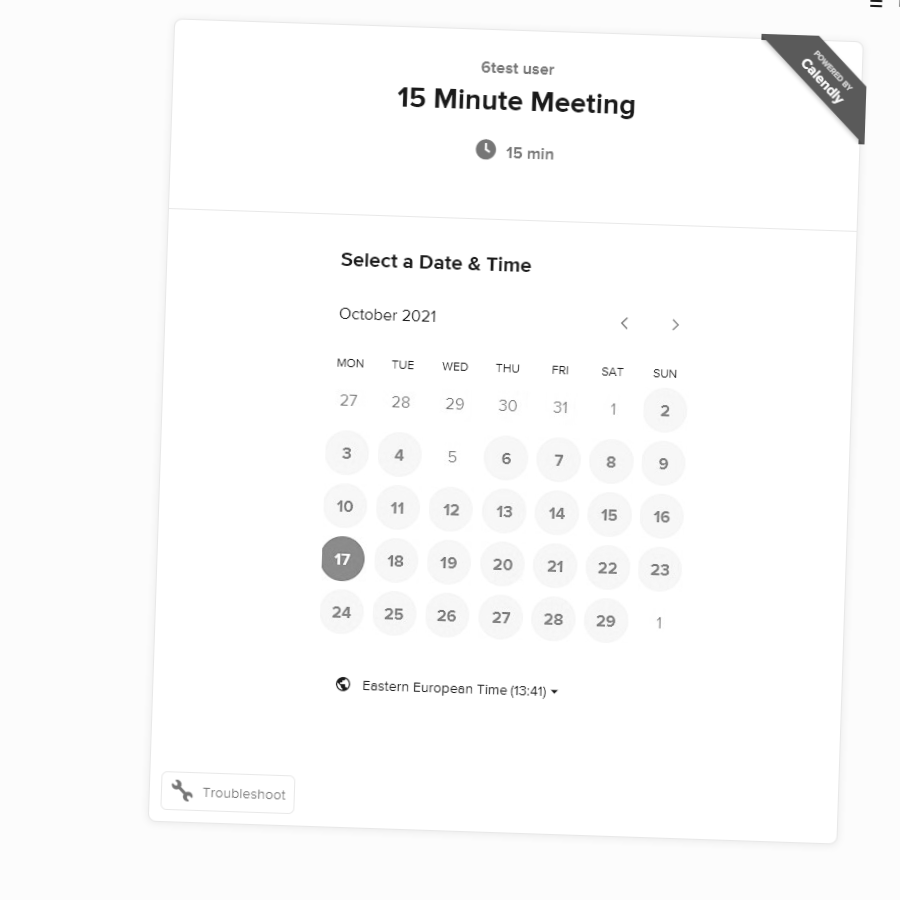 6test user
15 Minute Meeting
15 min
POWERED BY
Calendly
Select a Date & Time
October 2021
MON TUE WED THU FRI SAT SUN
27 28 29 30 31 1 2
3 4 5 6 7 8 9
10 11 12 13 14 15 16
17 18 19 20 21 22 23
24 25 26 27 28 29 1
Eastern European Time (13:41)
Troubleshoot